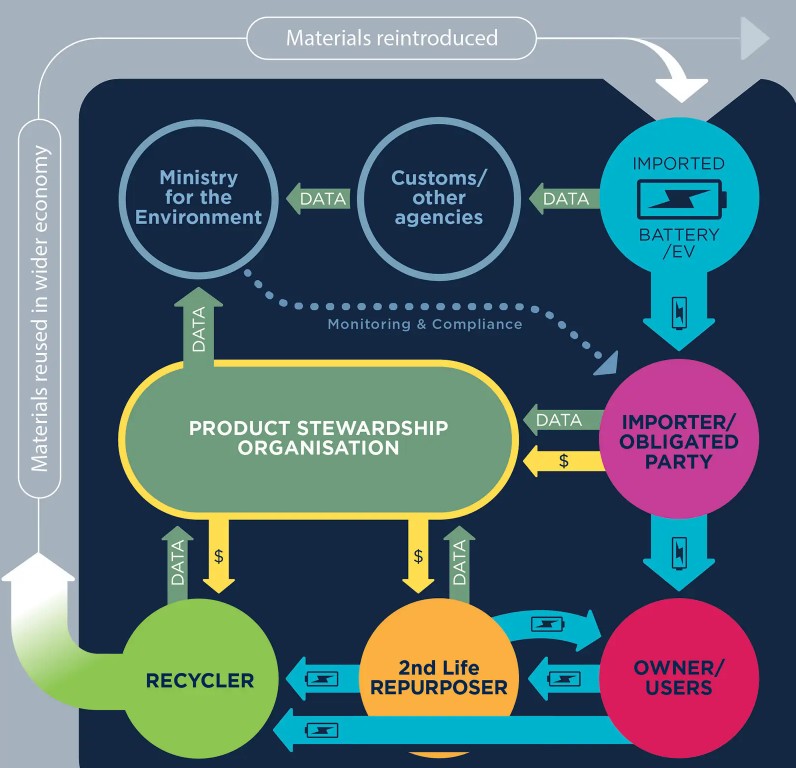 Materials reintroduced
Materials reused in wider economy
Ministry
for the
Environment
DATA
Customs/
other
agencies
DATA
IMPORTED
BATTERY
/EV
Monitoring & Compliance
DATA
PRODUCT STEWARDSHIP
ORGANISATION
DATA
$
IMPORTER/
OBLIGATED
PARTY
DATA
$
$
DATA
RECYCLER
2nd Life
REPURPOSER
OWNER/
USERS